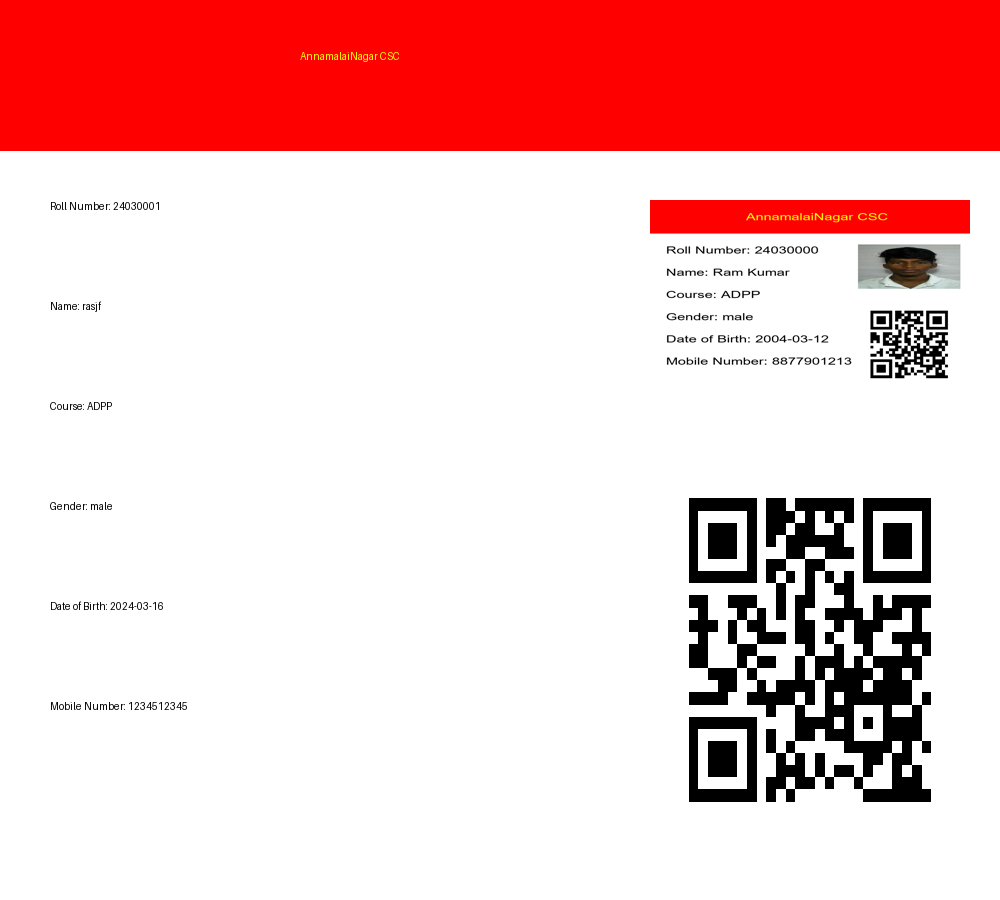 AnnamalaiNagar CSC
Roll Number: 24030001
Name: rasjf
Course: ADPP
Gender: male
Date of Birth: 2024-03-16
Mobile Number: 1234512345
AnnamalaiNagar CSC
Roll Number: 24030000
Name: Ram Kumar
Course: ADPP
Gender: male
Date of Birth: 2004-03-12
Mobile Number: 8877901213